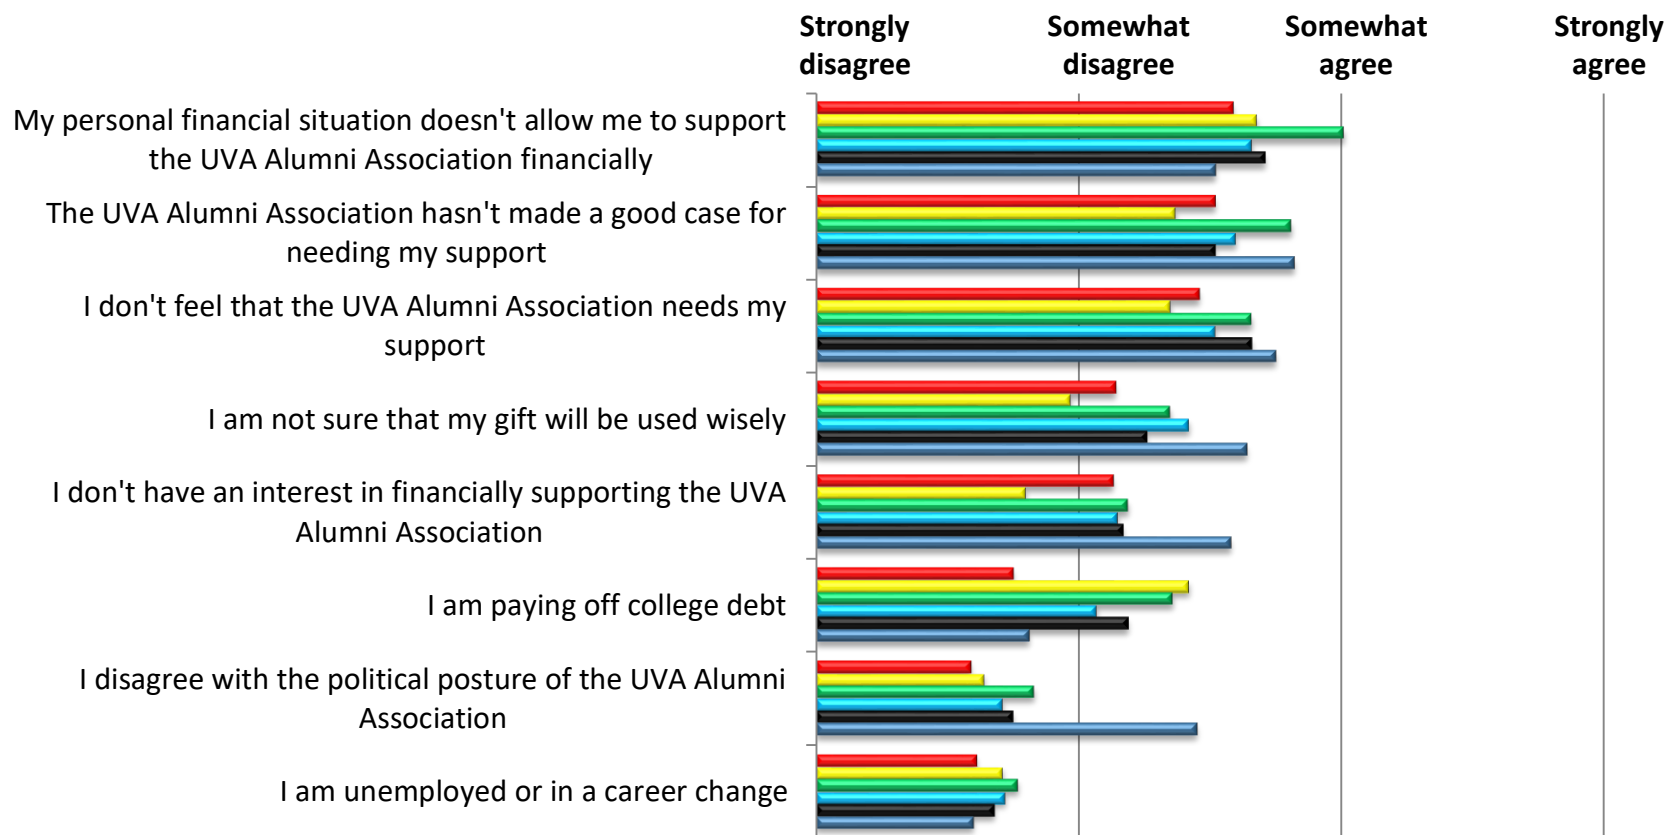 Strongly disagree
Somewhat disagree
Somewhat agree
Strongly agree
My personal financial situation doesn't allow me to support
the UVA Alumni Association financially
The UVA Alumni Association hasn't made a good case for
needing my support
I don't feel that the UVA Alumni Association needs my
support
I am not sure that my gift will be used wisely
I don't have an interest in financially supporting the UVA
Alumni Association
I am paying off college debt
I disagree with the political posture of the UVA Alumni
Association
I am unemployed or in a career change